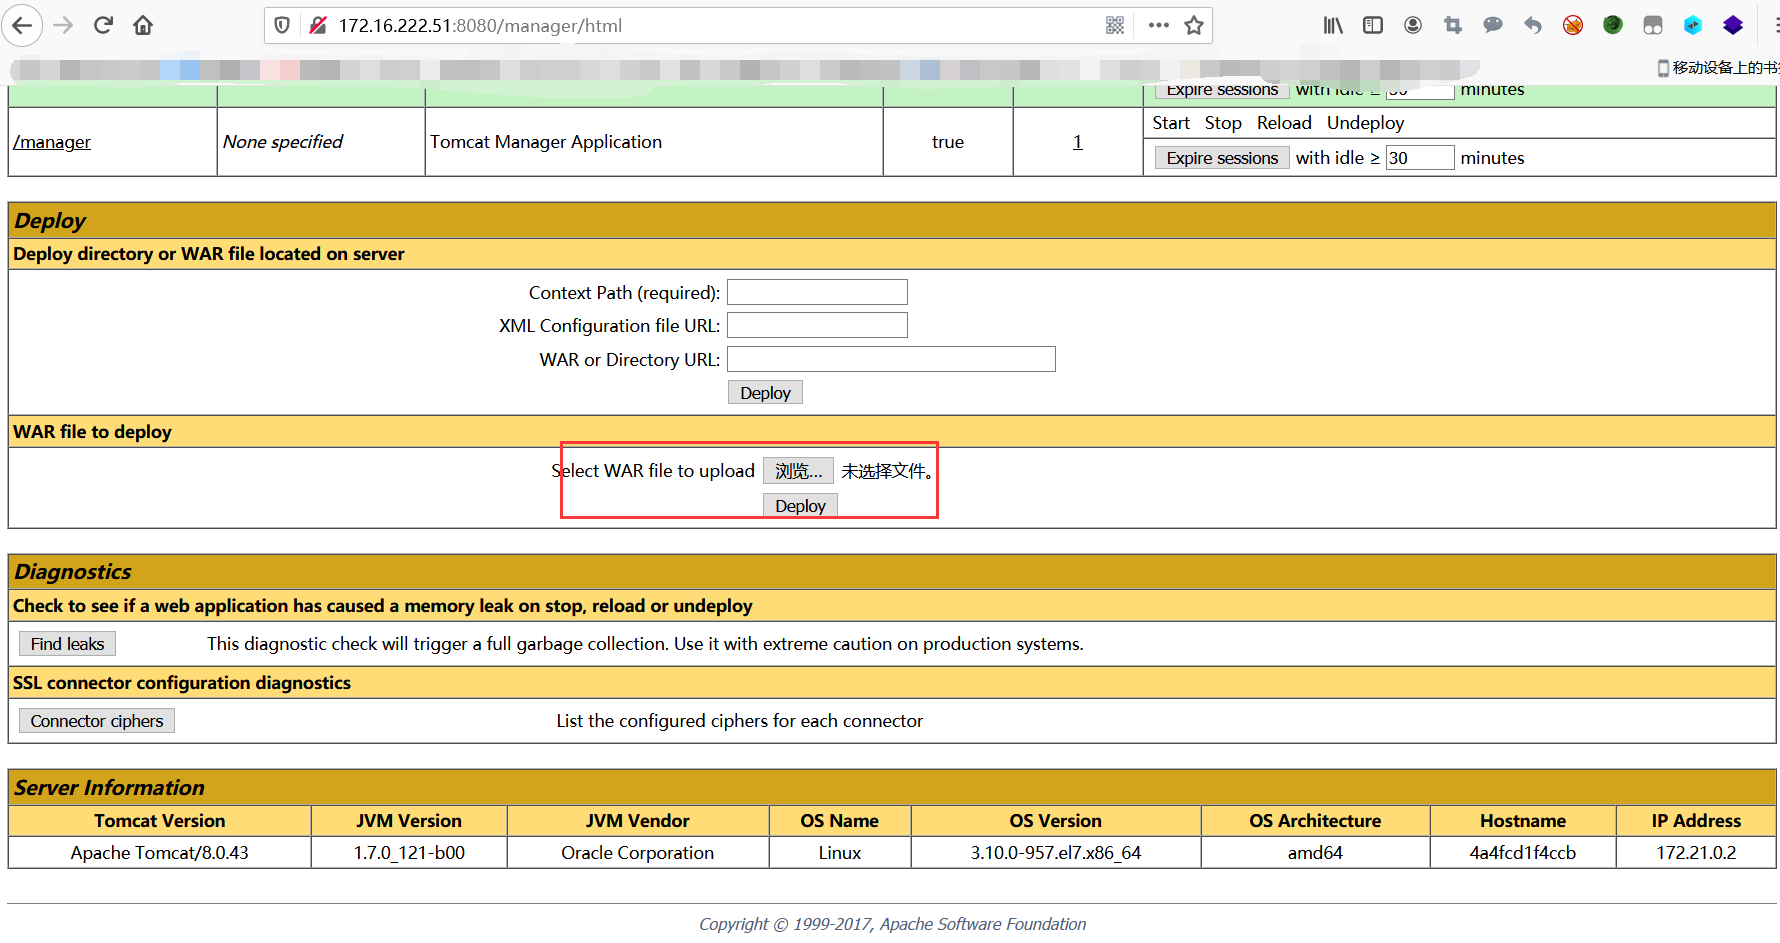 172.16.222.51:8080/manager/html
移动设备上的书
Expire sessions with idle ≥ 30 minutes
/manager None specified Tomcat Manager Application true 1 Start Stop Reload Undeploy
Expire sessions with idle ≥ 30 minutes
Deploy
Deploy directory or WAR file located on server
Context Path (required):
XML Configuration file URL:
WAR or Directory URL:
Deploy
WAR file to deploy
Select WAR file to upload 浏览... 未选择文件。
Deploy
Diagnostics
Check to see if a web application has caused a memory leak on stop, reload or undeploy
Find leaks This diagnostic check will trigger a full garbage collection. Use it with extreme caution on production systems.
SSL connector configuration diagnostics
Connector ciphers List the configured ciphers for each connector
Server Information
Tomcat Version JVM Version JVM Vendor OS Name OS Version OS Architecture Hostname IP Address
Apache Tomcat/8.0.43 1.7.0_121-b00 Oracle Corporation Linux 3.10.0-957.el7.x86_64 amd64 4a4fcd1f4ccb 172.21.0.2
Copyright © 1999-2017, Apache Software Foundation